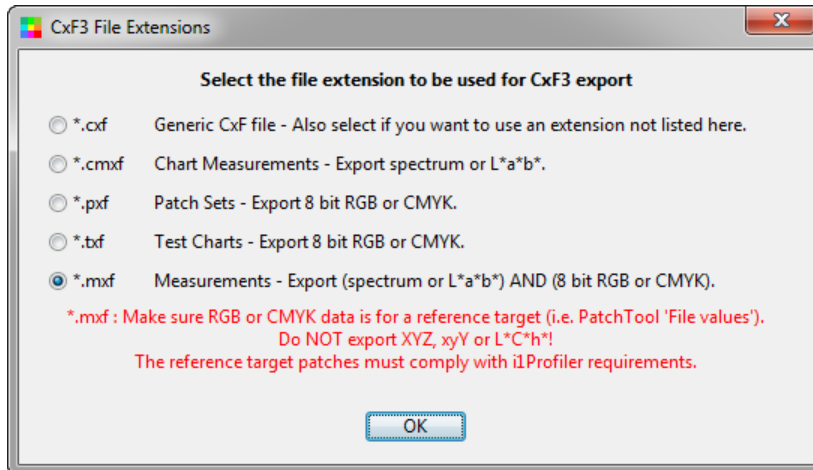 CxF3 File Extensions
X
Select the file extension to be used for CxF3 export
*.cxf Generic CxF file - Also select if you want to use an extension not listed here.
*.cmxf Chart Measurements - Export spectrum or L*a*b*.
*.pxf Patch Sets - Export 8 bit RGB or CMYK.
*.txf Test Charts - Export 8 bit RGB or CMYK.
*.mxf Measurements - Export (spectrum or L*a*b*) AND (8 bit RGB or CMYK).
*.mxf : Make sure RGB or CMYK data is for a reference target (i.e. PatchTool 'File values').
Do NOT export XYZ, xyY or L*C*h*!
The reference target patches must comply with i1Profiler requirements.
OK